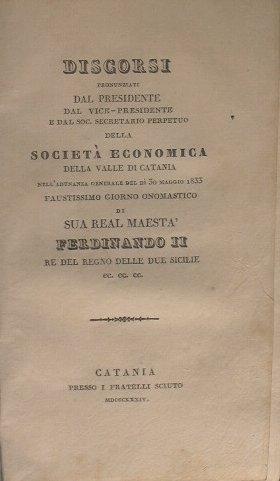 DISCORSI
PRONUNZIATI
DAL PRESIDENTE
DAL VICE-PRESIDENTE
E DAL SOC. SECRETARIO PERPETUO
DELLA
SOCIETÀ ECONOMICA
DELLA VALLE DI CATANIA
NELL'ADUNANZA GENERALE DEL DÌ 30 MAGGIO 1833
FAUSTISSIMO GIORNO ONOMASTICO
DI
SUA REAL MAESTA'
FERDINANDO II
RE DEL REGNO DELLE DUE SICILIE
EC. EC. EC.
CATANIA
PRESSO I FRATELLI SCIUTO
MDCCCXXXIV.